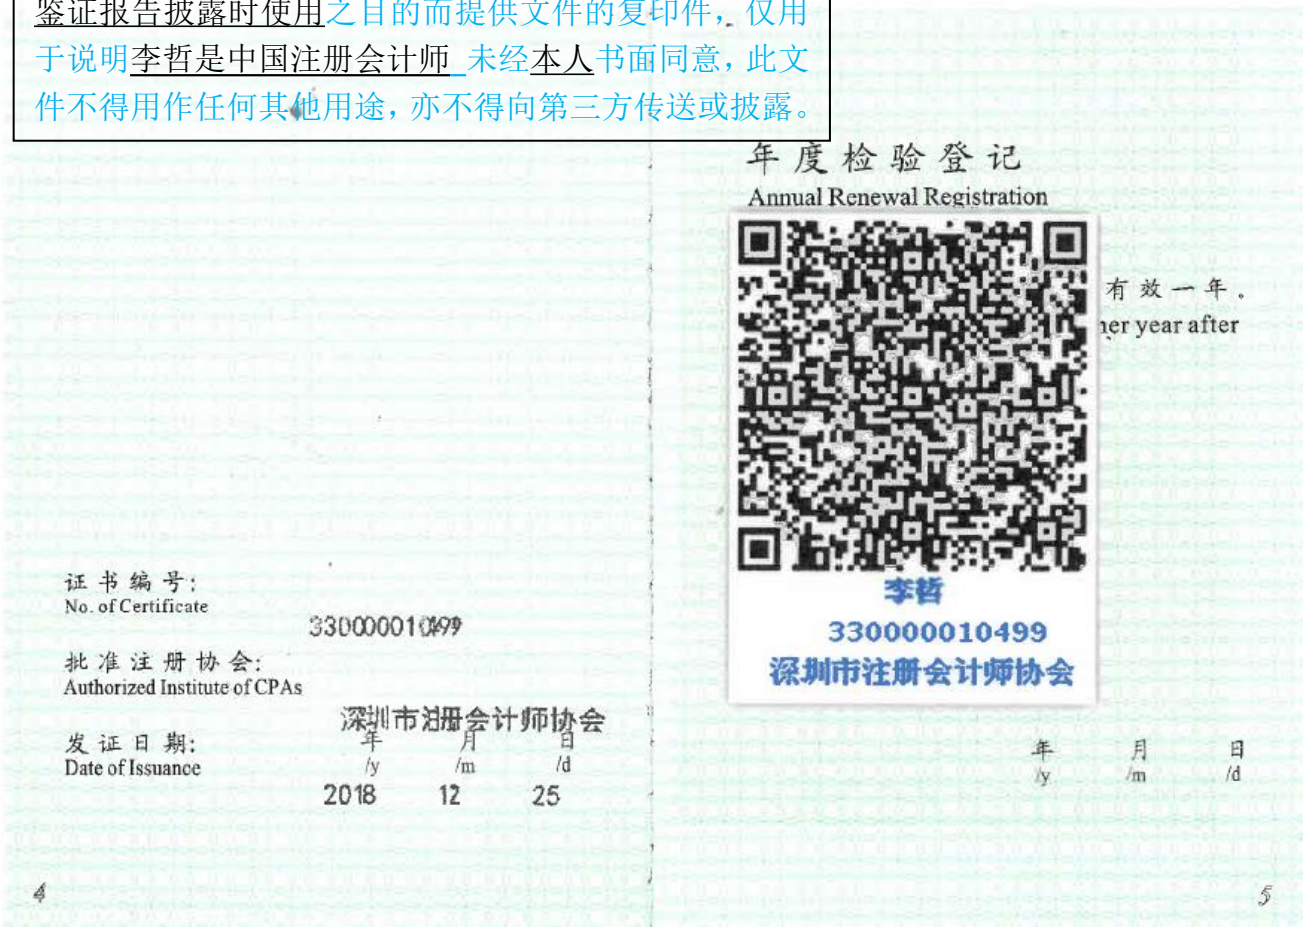 鉴证报告披露时使用之目的而提供文件的复印件，仅用
于说明李哲是中国注册会计师 未经本人书面同意，此文
件不得用作任何其他用途，亦不得向第三方传送或披露。
证书编号：
No. of Certificate
330000010499
批准注册协会：
Authorized Institute of CPAs
深圳市注册会计师协会
发证日期：
Date of Issuance
年 月 日
/y /m /d
2018 12 25
4
年度检验登记
Annual Renewal Registration
有效一年。
her year after
李哲
330000010499
深圳市注册会计师协会
年 月 日
/y /m /d
5